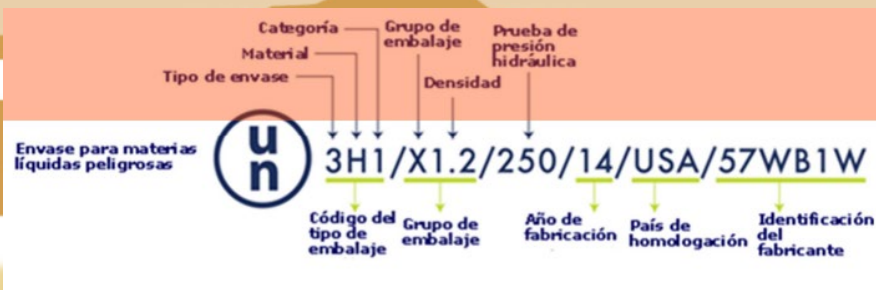 Categoría
Grupo de
embalaje
Prueba de
presión
hidráulica
Material
Tipo de envase
Densidad
Envase para materias
líquidas peligrosas
un
3H1/X1.2/250/14/USA/57WB1W
Código del
tipo de
embalaje
Grupo de
embalaje
Año de
fabricación
País de
homologación
Identificación
del
fabricante